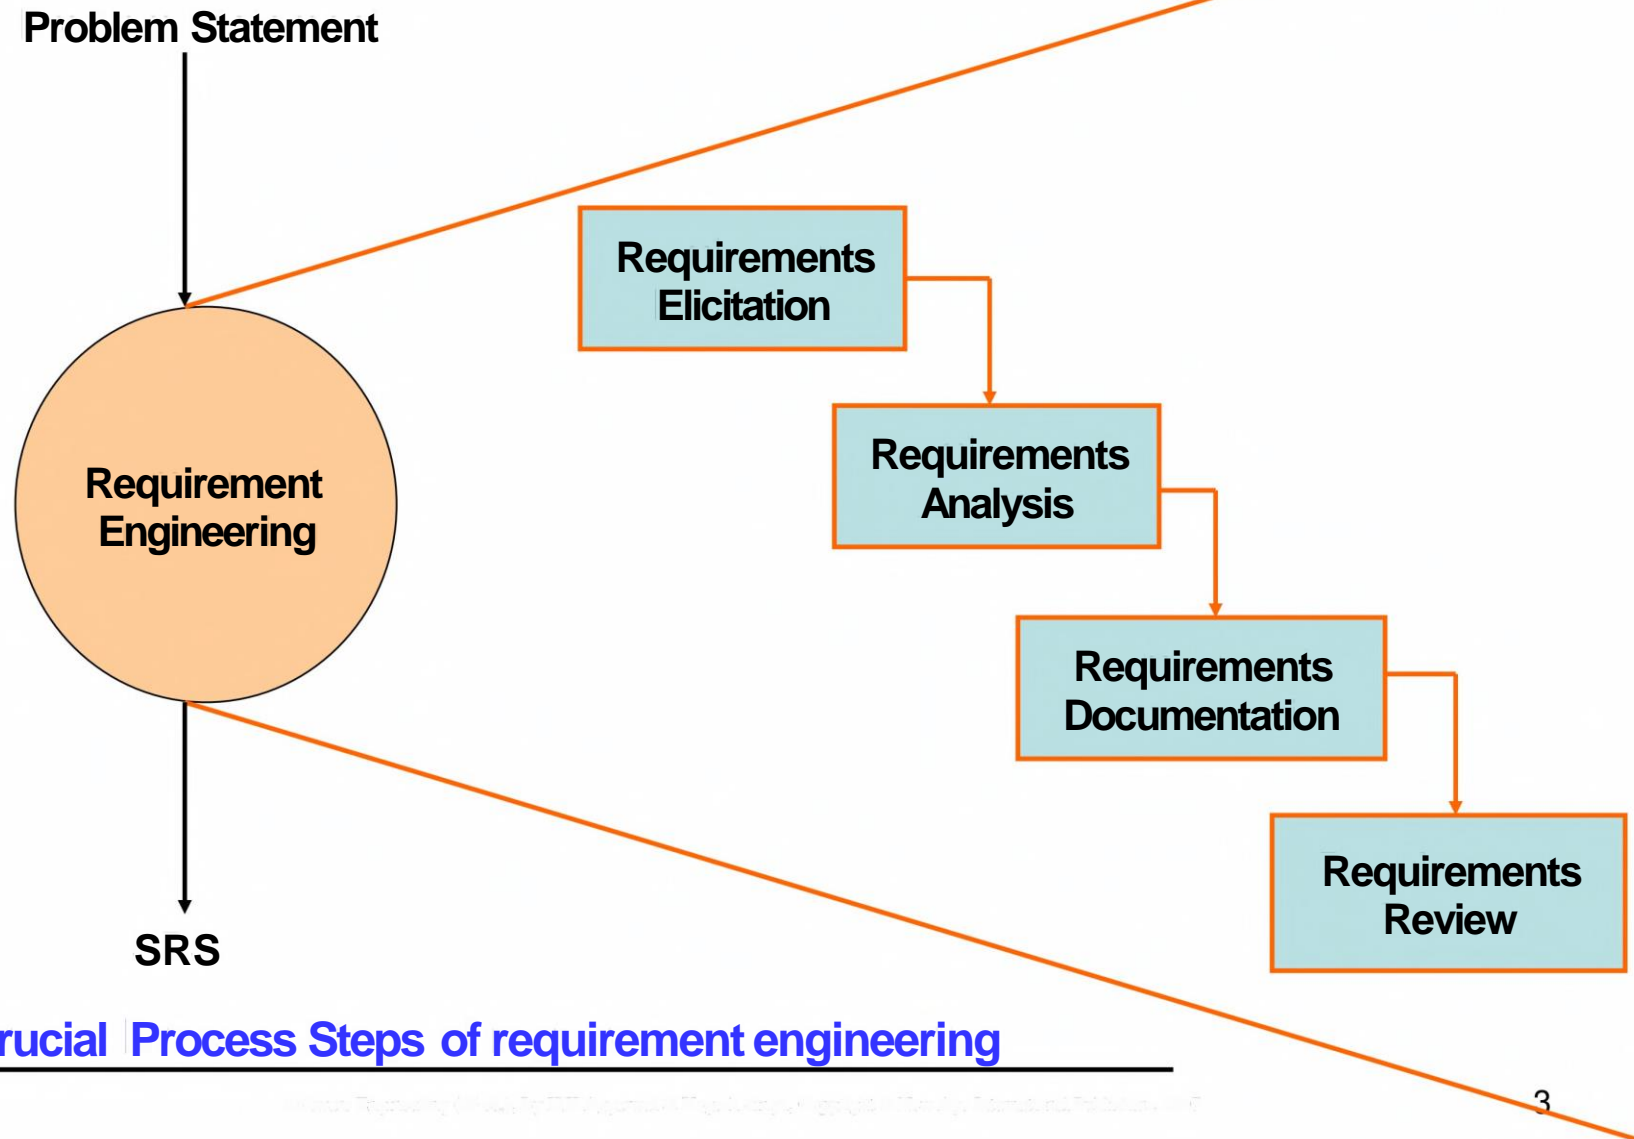 Problem Statement
Requirements
Elicitation
Requirements
Analysis
Requirement
Engineering
Requirements
Documentation
Requirements
Review
SRS
rucial Process Steps of requirement engineering
3